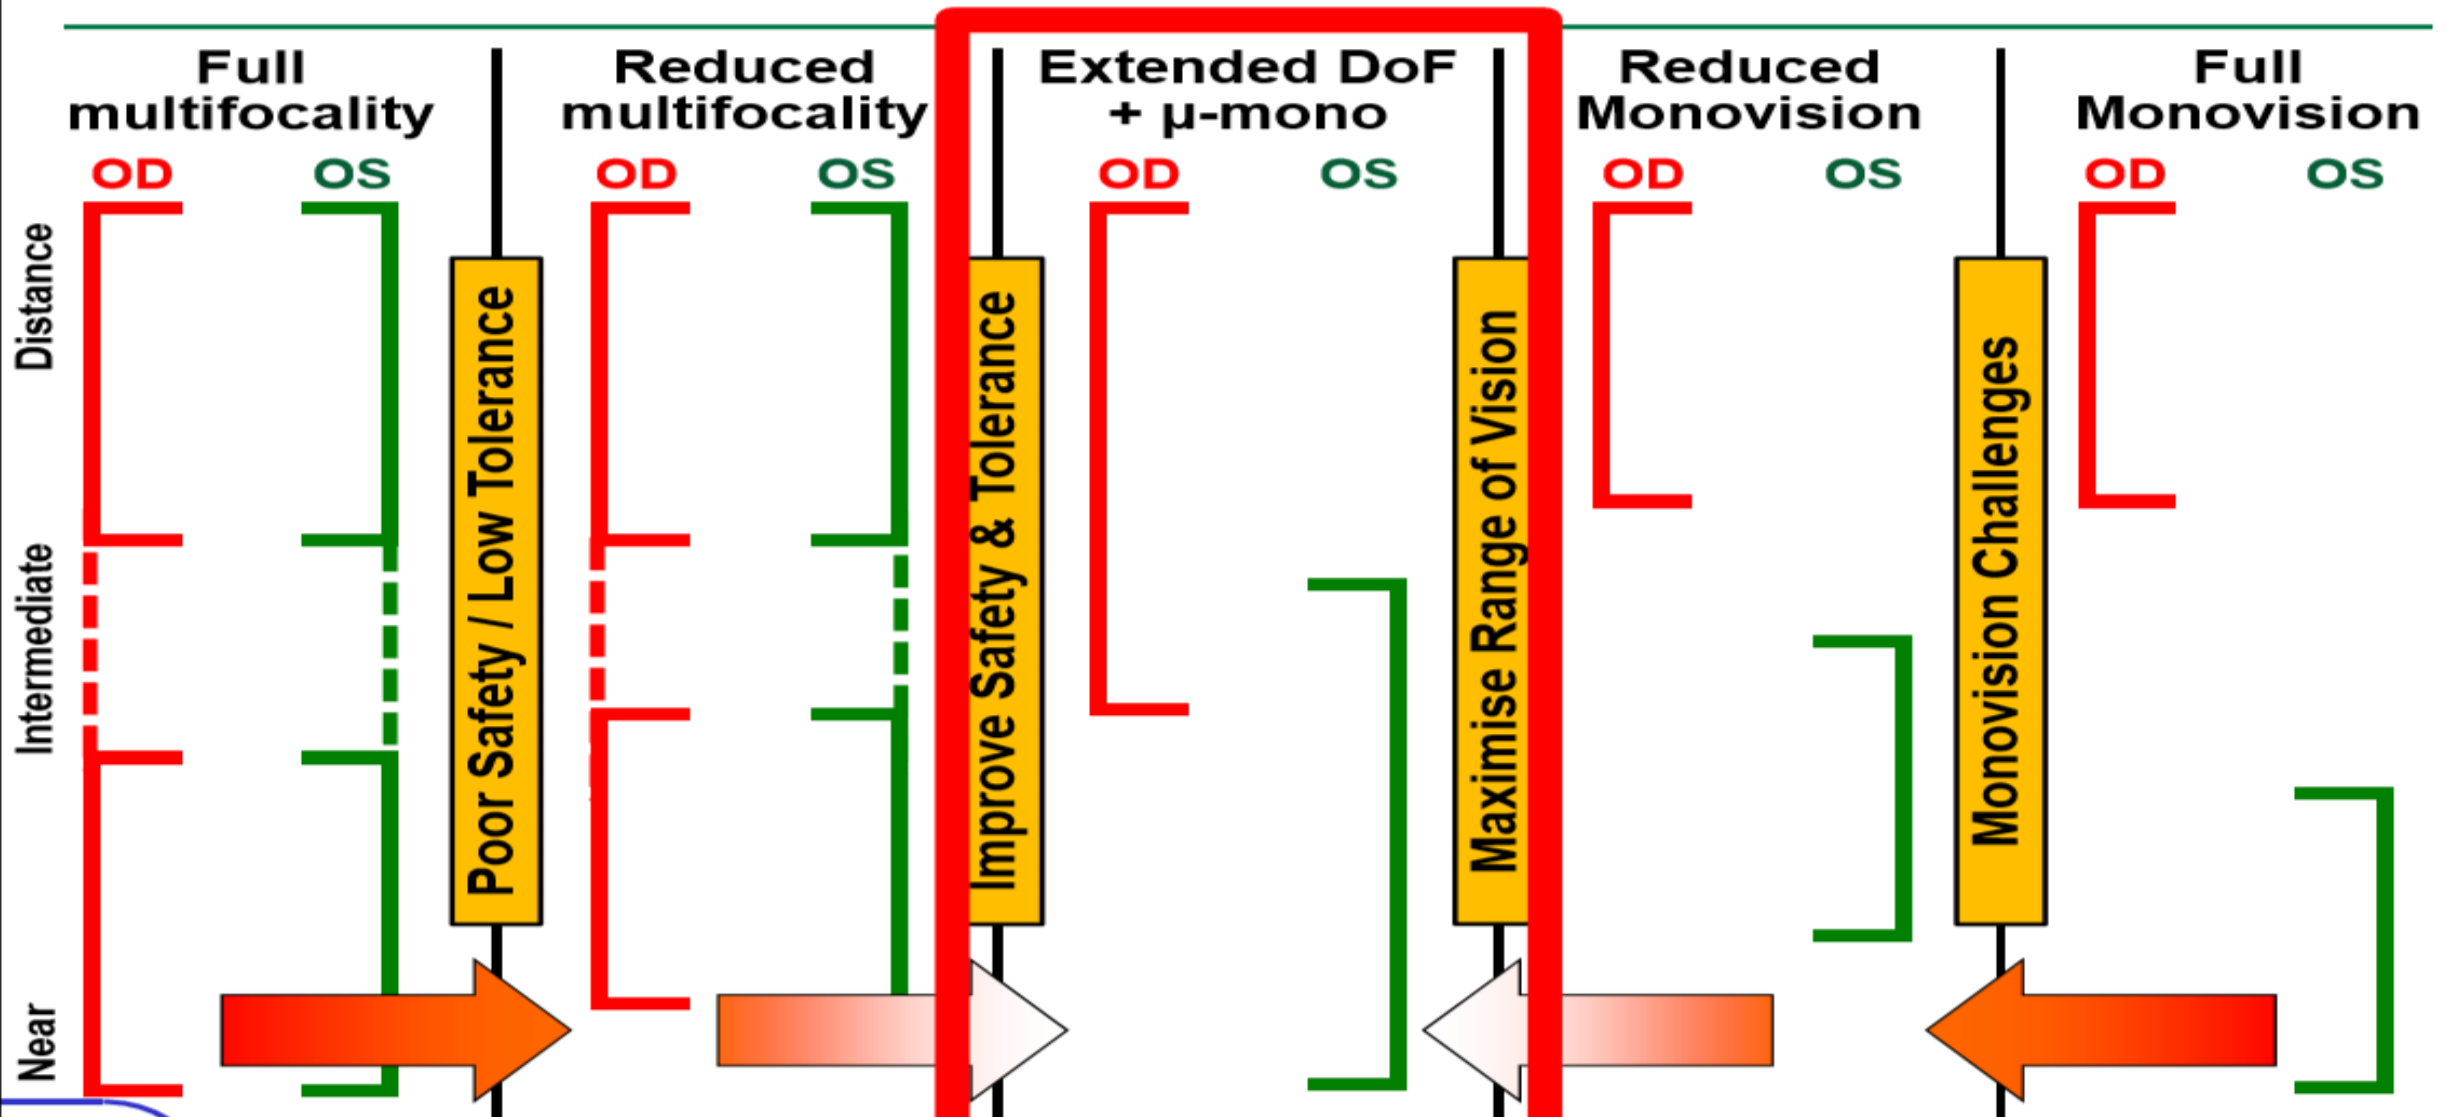 Full
multifocality
Reduced
multifocality
Extended DoF
+ µ-mono
Reduced
Monovision
Full
Monovision
OD OS
OD OS
OD OS
OD OS
OD OS
Distance
Intermediate
Near
Poor Safety / Low Tolerance
Improve Safety & Tolerance
Maximise Range of Vision
Monovision Challenges